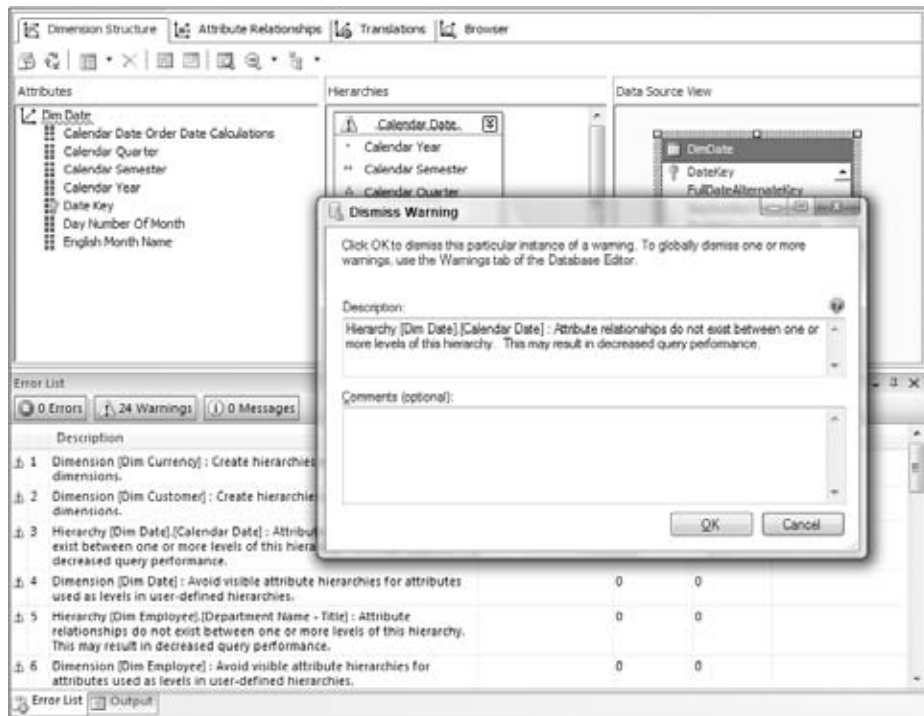 Dimension Structure Attribute Relationships Translations Browser
Attributes
Hierarchies
Data Source View
Dim Date
Calendar Date Order Date Calculations
Calendar Quarter
Calendar Semester
Calendar Year
Date Key
Day Number Of Month
English Month Name
Calendar Date
Calendar Year
Calendar Semester
Calendar Quarter
DimDate
DateKey
FullDateAlternateKey
Dismiss Warning
Click OK to dismiss this particular instance of a warning. To globally dismiss one or more
warnings, use the Warnings tab of the Database Editor.
Description:
Hierarchy [Dim Date].[Calendar Date] : Attribute relationships do not exist between one or
more levels of this hierarchy. This may result in decreased query performance.
Comments (optional):
OK Cancel
Error List
0 Errors 24 Warnings 0 Messages
Description
1 Dimension [Dim Currency] : Create hierarchies
dimensions.
2 Dimension [Dim Customer] : Create hierarchie
dimensions.
3 Hierarchy [Dim Date].[Calendar Date] : Attribut
exist between one or more levels of this hiera
decreased query performance.
4 Dimension [Dim Date] : Avoid visible attribute hierarchies for attributes 0 0
used as levels in user-defined hierarchies.
5 Hierarchy [Dim Employee].[Department Name - Title] : Attribute 0 0
relationships do not exist between one or more levels of this hierarchy.
This may result in decreased query performance.
6 Dimension [Dim Employee] : Avoid visible attribute hierarchies for 0 0
attributes used as levels in user-defined hierarchies.
Error List Output